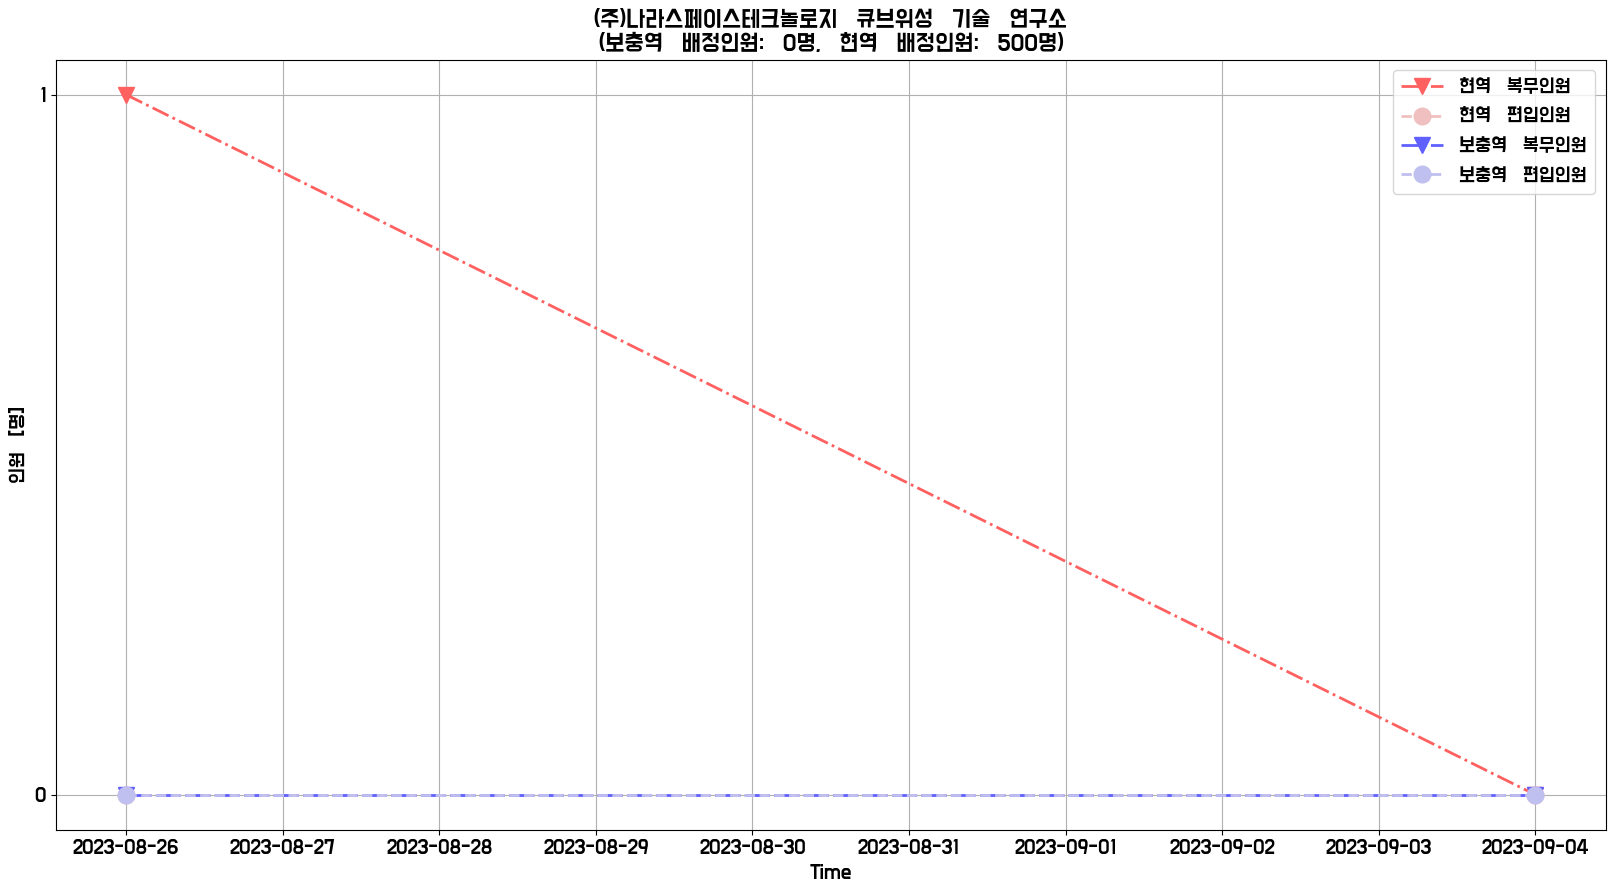 (주)나라스페이스테크놀로지 큐브위성 기술 연구소
(보충역 배정인원: 0명, 현역 배정인원: 500명)
현역 복무인원
현역 편입인원
보충역 복무인원
보충역 편입인원
1
0
인원 [명]
2023-08-26 2023-08-27 2023-08-28 2023-08-29 2023-08-30 2023-08-31 2023-09-01 2023-09-02 2023-09-03 2023-09-04
Time